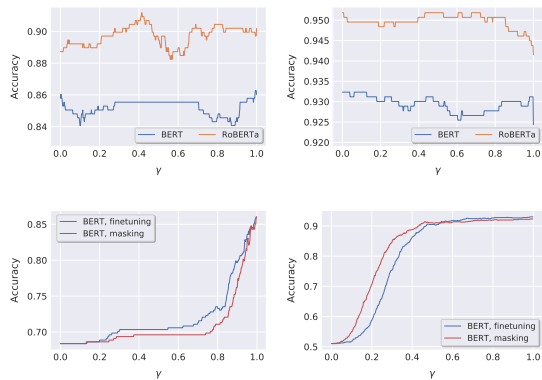 0.90
0.88
0.86
0.84
Accuracy
BERT
RoBERTa
0.0 0.2 0.4 0.6 0.8 1.0
γ
0.950
0.945
0.940
0.935
0.930
0.925
0.920
Accuracy
BERT
RoBERTa
0.0 0.2 0.4 0.6 0.8 1.0
γ
0.85
0.80
0.75
0.70
Accuracy
BERT, finetuning
BERT, masking
0.0 0.2 0.4 0.6 0.8 1.0
γ
0.9
0.8
0.7
0.6
0.5
Accuracy
BERT, finetuning
BERT, masking
0.0 0.2 0.4 0.6 0.8 1.0
γ